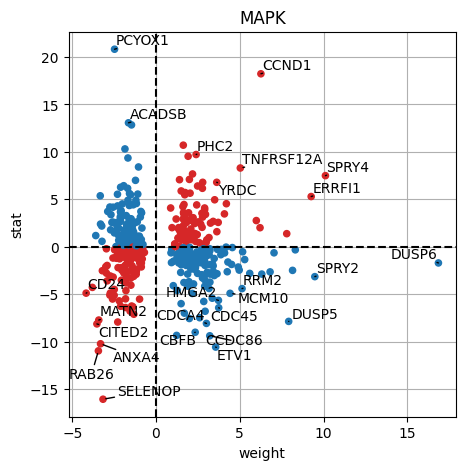 MAPK
PCYOX1
CCND1
ACADSB
PHC2
TNFRSF12A
SPRY4
YRDC
ERRFI1
DUSP6
SPRY2
CD24
RRM2
HMGA2
MCM10
MATN2
CDCA4
CDC45
DUSP5
CITED2
CBFB
CCDC86
ANXA4
ETV1
RAB26
SELENOP
20
15
10
5
0
−5
−10
−15
stat
−5
0
5
10
15
weight